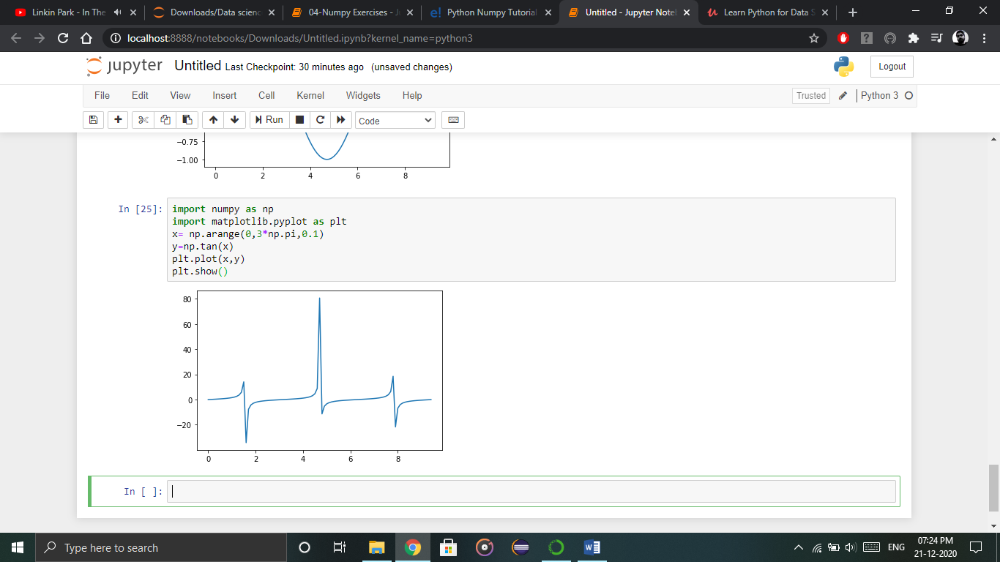 Linkin Park - In The
Downloads/Data scienc
04-Numpy Exercises - J
Python Numpy Tutorial
Untitled - Jupyter Note
Learn Python for Data S
localhost:8888/notebooks/Downloads/Untitled.ipynb?kernel_name=python3
jupyter Untitled Last Checkpoint: 30 minutes ago (unsaved changes)
Logout
File Edit View Insert Cell Kernel Widgets Help
Trusted
Python 3
Run
Code
−0.75
−1.00
0 2 4 6 8
In [25]:
import numpy as np
import matplotlib.pyplot as plt
x= np.arange(0,3*np.pi,0.1)
y=np.tan(x)
plt.plot(x,y)
plt.show()
80
60
40
20
0
−20
0 2 4 6 8
In [ ]:
Type here to search
ENG
07:24 PM
21-12-2020